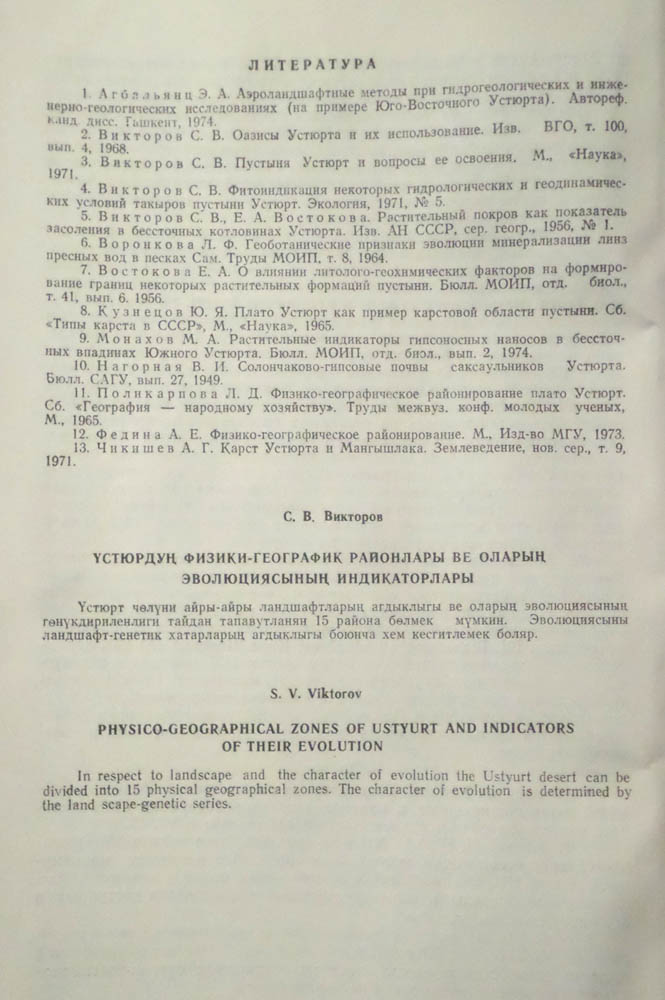 ЛИТЕРАТУРА
1. Агбальянц Э. А. Аэроландшафтные методы при гидрогеологических и инже-
нерно-геологических исследованиях (на примере Юго-Восточного Устюрта). Автореф.
канд. дисс. Ташкент, 1974.
2. Викторов С. В. Оазисы Устюрта и их использование. Изв. ВГО, т. 100,
вып. 4, 1968.
3. Викторов С. В. Пустыня Устюрт и вопросы ее освоения. М., «Наука»,
1971.
4. Викторов С. В. Фитоиндикация некоторых гидрологических и геодинамичес-
ких условий такыров пустыни Устюрт. Экология, 1971, № 5.
5. Викторов С. В., Е. А. Востокова. Растительный покров как показатель
засоления в бессточных котловинах Устюрта. Изв. АН СССР, сер. геогр., 1956, № 1.
6. Воронкова Л. Ф. Геоботанические признаки эволюции минерализации линз
пресных вод в песках Сам. Труды МОИП, т. 8, 1964.
7. Востокова Е. А. О влиянии литолого-геохимических факторов на формиро-
вание границ некоторых растительных формаций пустыни. Бюлл. МОИП, отд. биол.,
т. 41, вып. 6. 1956.
8. Кузнецов Ю. Я. Плато Устюрт как пример карстовой области пустыни. Сб.
«Типы карста в СССР», М., «Наука», 1965.
9. Монахов М. А. Растительные индикаторы гипсоносных наносов в бессточ-
ных впадинах Южного Устюрта. Бюлл. МОИП, отд. биол., вып. 2, 1974.
10. Нагорная В. И. Солончаково-гипсовые почвы саксаульников Устюрта.
Бюлл. САГУ, вып. 27, 1949.
11. Поликарпова Л. Д. Физико-географическое районирование плато Устюрт.
Сб. «География — народному хозяйству». Труды межвуз. конф. молодых ученых,
М., 1965.
12. Федина А. Е. Физико-географическое районирование. М., Изд-во МГУ, 1973.
13. Чикишев А. Г. Карст Устюрта и Мангышлака. Землеведение, нов. сер., т. 9,
1971.
С. В. Викторов
ҮСТЮРДУҢ ФИЗИКИ-ГЕОГРАФИК РАЙОНЛАРЫ ВЕ ОЛАРЫҢ
ЭВОЛЮЦИЯСЫНЫҢ ИНДИКАТОРЛАРЫ
Үстюрт чөлүни айры-айры ландшафтларың агдыклыгы ве оларың эволюциясының
гөнүкдириленлиги тайдан тапавутланян 15 района бөлмек мүмкин. Эволюциясыны
ландшафт-генетик хатарларың агдыклыгы боюнча хем кесгитлемек боляр.
S. V. Viktorov
PHYSICO-GEOGRAPHICAL ZONES OF USTYURT AND INDICATORS
OF THEIR EVOLUTION
In respect to landscape and the character of evolution the Ustyurt desert can be
divided into 15 physical geographical zones. The character of evolution is determined by
the land scape-genetic series.